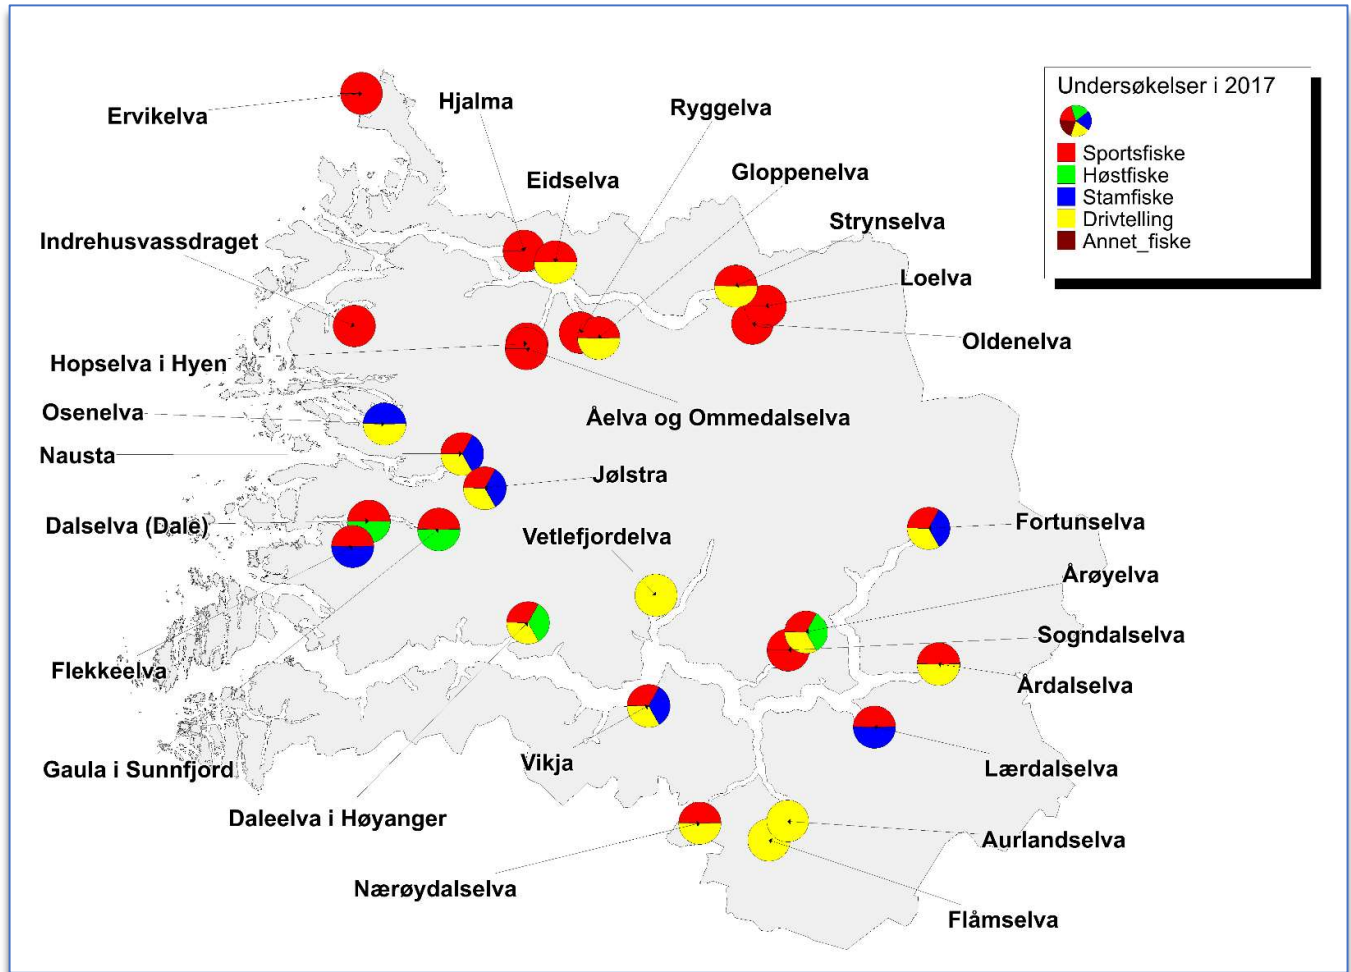 Undersøkelser i 2017
Sportsfiske
Høstfiske
Stamfiske
Drivtelling
Annet_fiske
Ervikelva
Hjalma
Ryggelva
Eidselva
Gloppenelva
Strynselva
Indrehusvassdraget
Loelva
Oldenelva
Hopselva i Hyen
Osenelva
Åelva og Ommedalselva
Nausta
Jølstra
Dalselva (Dale)
Vetlefjordelva
Fortunselva
Årøyelva
Sogndalselva
Flekkeelva
Årdalselva
Vikja
Gaula i Sunnfjord
Lærdalselva
Daleelva i Høyanger
Aurlandselva
Nærøydalselva
Flåmselva